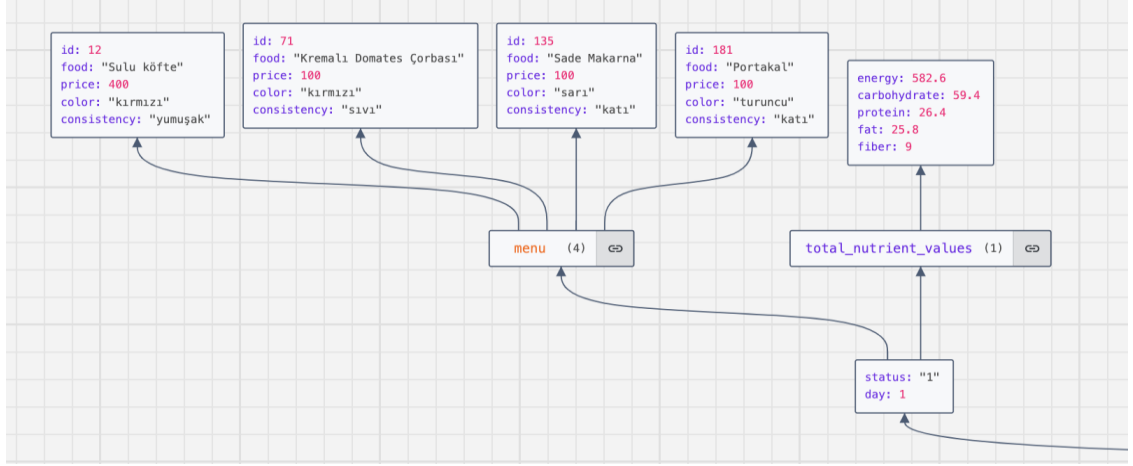 id: 12
food: "Sulu köfte"
price: 400
color: "kırmızı"
consistency: "yumuşak"
id: 71
food: "Kremalı Domates Çorbası"
price: 100
color: "kırmızı"
consistency: "sıvı"
id: 135
food: "Sade Makarna"
price: 100
color: "sarı"
consistency: "katı"
id: 181
food: "Portakal"
price: 100
color: "turuncu"
consistency: "katı"
energy: 582.6
carbohydrate: 59.4
protein: 26.4
fat: 25.8
fiber: 9
menu (4)
total_nutrient_values (1)
status: "1"
day: 1